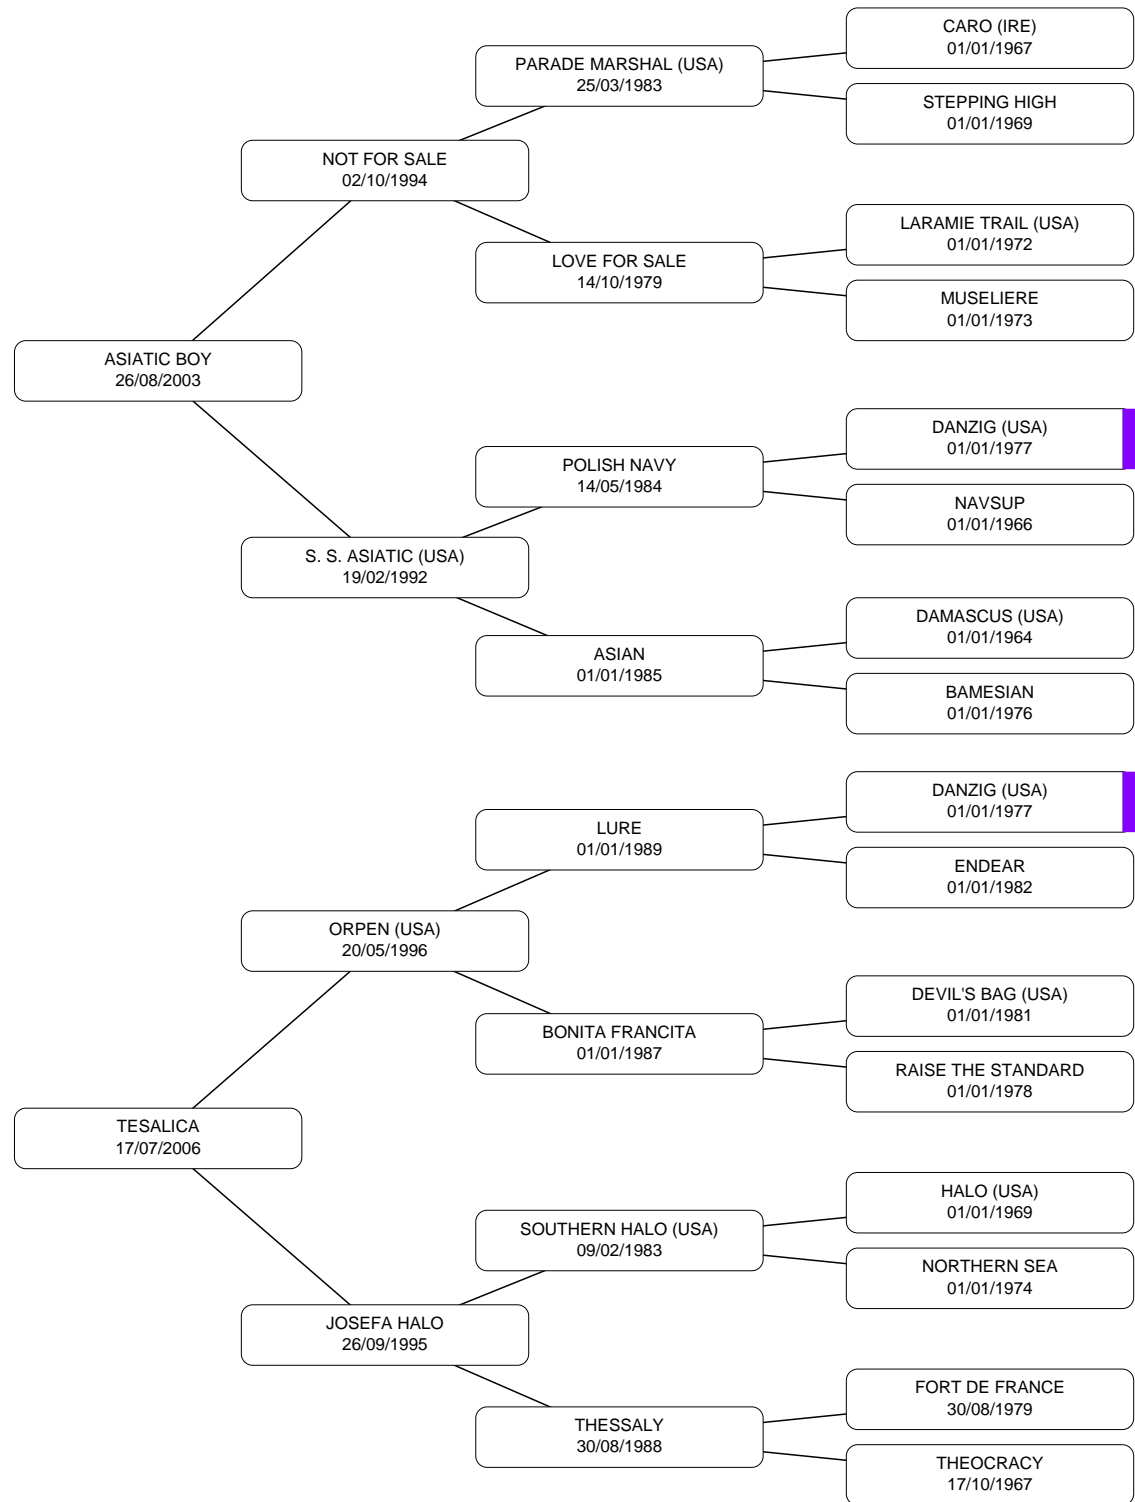 CARO (IRE)
01/01/1967
PARADE MARSHAL (USA)
25/03/1983
STEPPING HIGH
01/01/1969
NOT FOR SALE
02/10/1994
LARAMIE TRAIL (USA)
01/01/1972
LOVE FOR SALE
14/10/1979
MUSELIERE
01/01/1973
ASIATIC BOY
26/08/2003
DANZIG (USA)
01/01/1977
POLISH NAVY
14/05/1984
NAVSUP
01/01/1966
S. S. ASIATIC (USA)
19/02/1992
DAMASCUS (USA)
01/01/1964
ASIAN
01/01/1985
BAMESIAN
01/01/1976
DANZIG (USA)
01/01/1977
LURE
01/01/1989
ENDEAR
01/01/1982
ORPEN (USA)
20/05/1996
DEVIL'S BAG (USA)
01/01/1981
BONITA FRANCITA
01/01/1987
RAISE THE STANDARD
01/01/1978
TESALICA
17/07/2006
HALO (USA)
01/01/1969
SOUTHERN HALO (USA)
09/02/1983
NORTHERN SEA
01/01/1974
JOSEFA HALO
26/09/1995
FORT DE FRANCE
30/08/1979
THESSALY
30/08/1988
THEOCRACY
17/10/1967